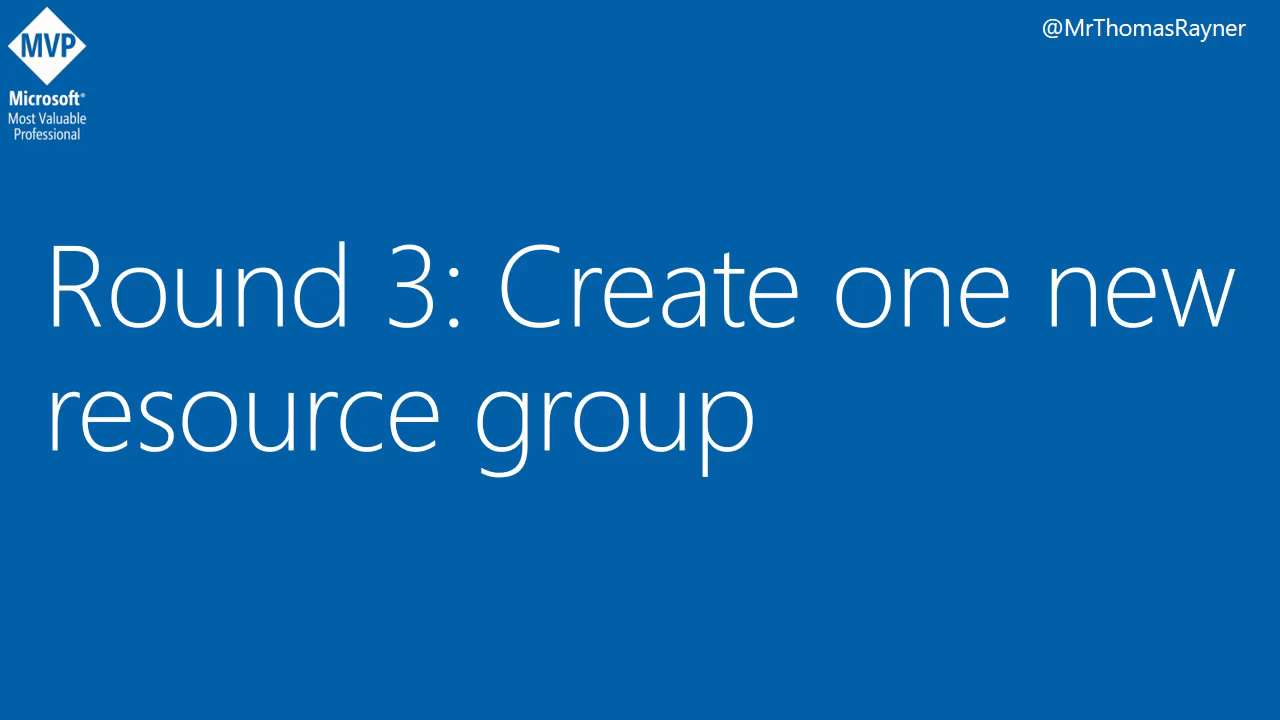 MVP
Microsoft®
Most Valuable
Professional
@MrThomasRayner
Round 3: Create one new
resource group